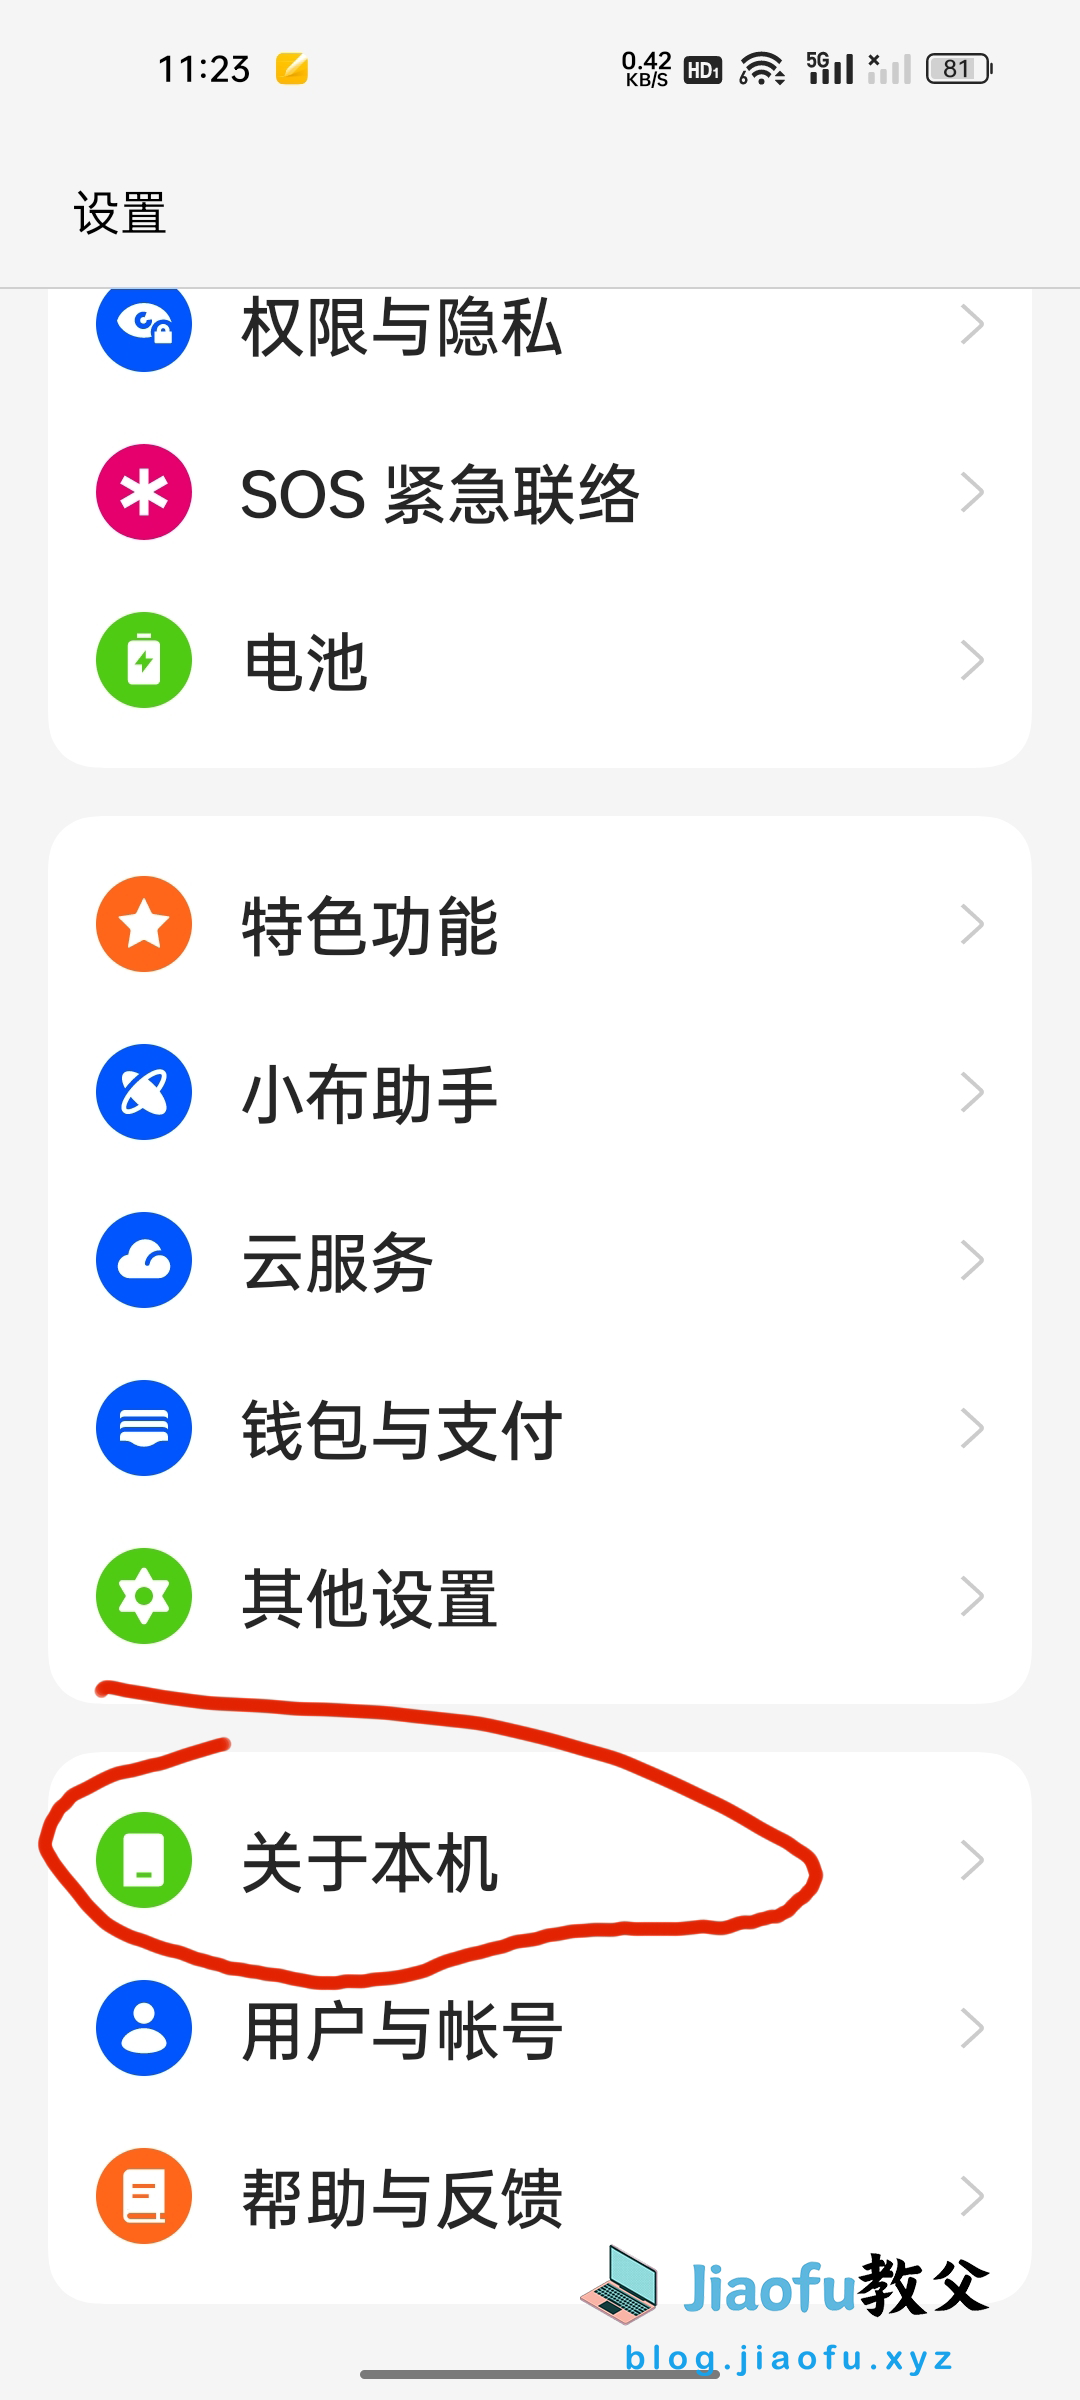 11:23 0.42 KB/S HD1 6 5G 81
设置
权限与隐私
SOS 紧急联络
电池
特色功能
小布助手
云服务
钱包与支付
其他设置
关于本机
用户与帐号
帮助与反馈
Jiaofu教父
blog.jiaofu.xyz